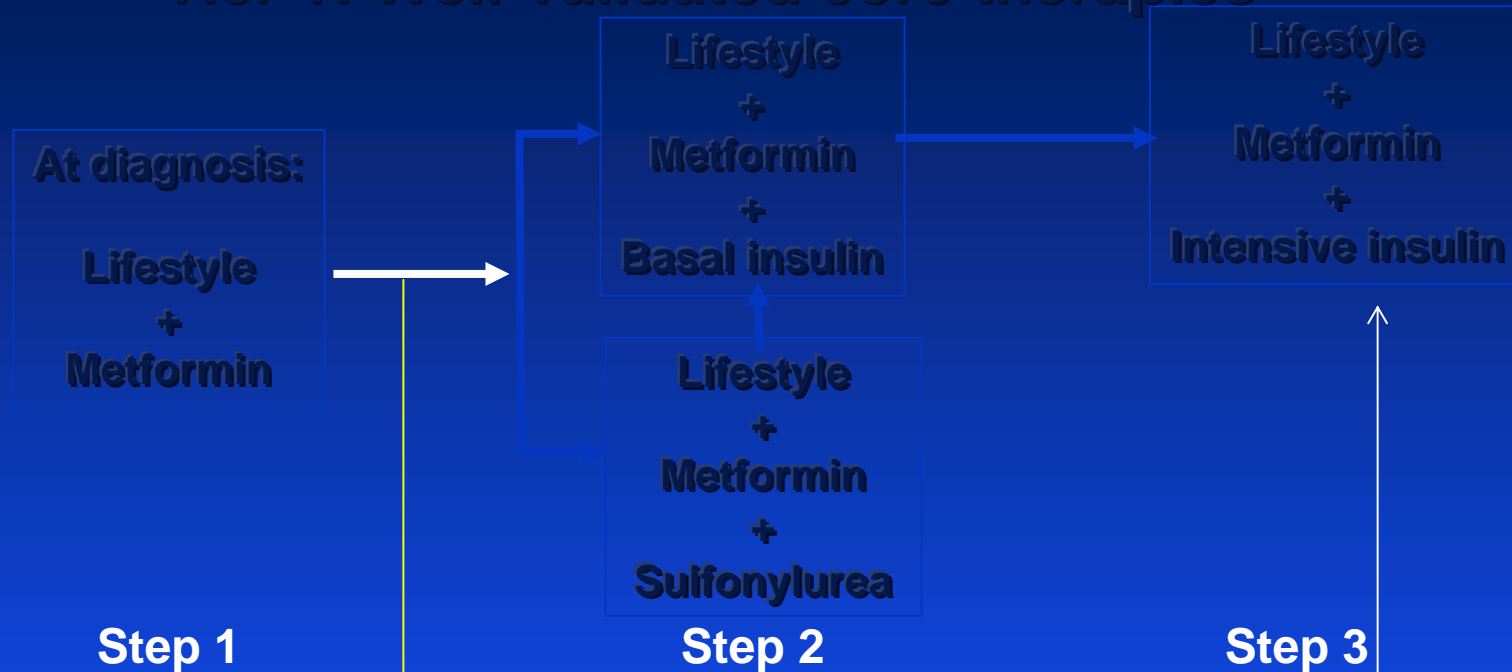 At diagnosis:
Lifestyle
+
Metformin
Lifestyle
+
Metformin
+
Basal insulin
Lifestyle
+
Metformin
+
Sulfonylurea
Lifestyle
+
Metformin
+
Intensive insulin
Step 1
Step 2
Step 3